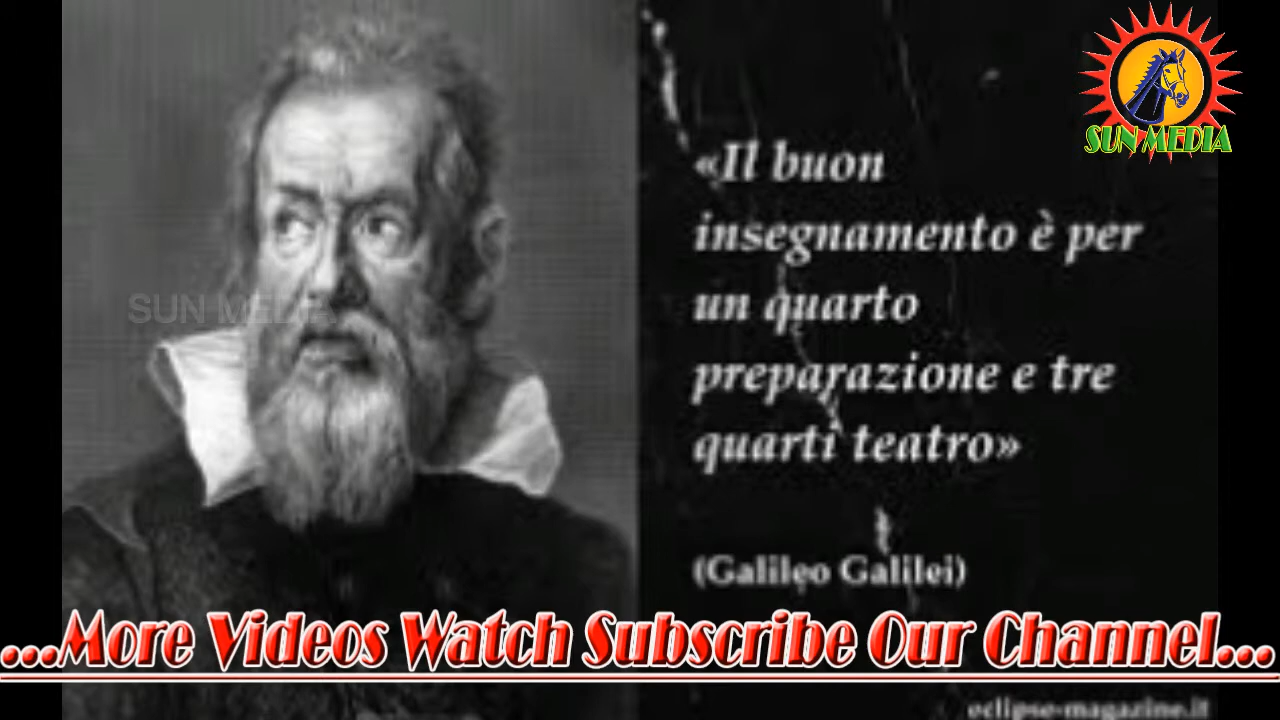 SUN MEDIA
«Il buon
insegnamento è per
un quarto
preparazione e tre
quarti teatro»
SUN MEDIA
(Galileo Galilei)
...More Videos Watch Subscribe Our Channel...
eclipse-magazine.it